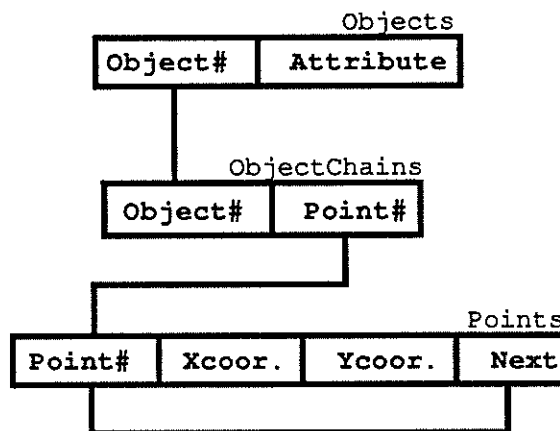 Objects
Object# Attribute
ObjectChains
Object# Point#
Points
Point# Xcoor. Ycoor. Next